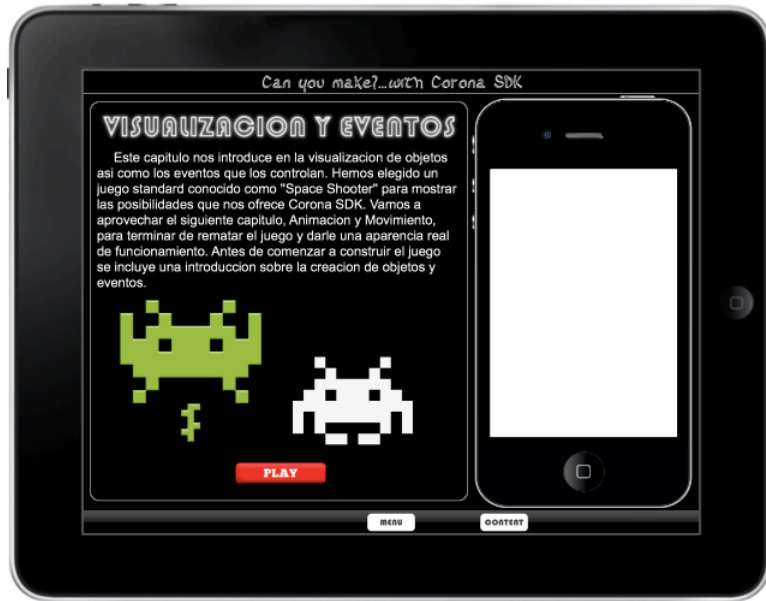 Can you make?...with Corona SDK
VISUALIZACION Y EVENTOS
Este capitulo nos introduce en la visualizacion de objetos
asi como los eventos que los controlan. Hemos elegido un
juego standard conocido como "Space Shooter" para mostrar
las posibilidades que nos ofrece Corona SDK. Vamos a
aprovechar el siguiente capitulo, Animacion y Movimiento,
para terminar de rematar el juego y darle una aparencia real
de funcionamiento. Antes de comenzar a construir el juego
se incluye una introduccion sobre la creacion de objetos y
eventos.
PLAY
MENU
CONTENT